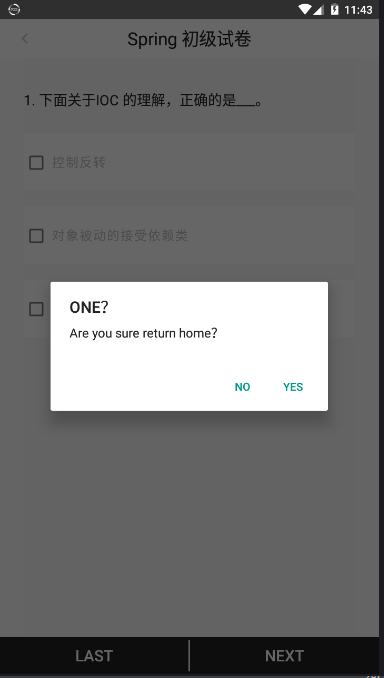 11:43
Spring 初级试卷
1. 下面关于IOC 的理解，正确的是___。
控制反转
对象被动的接受依赖类
ONE?
Are you sure return home?
NO YES
LAST NEXT